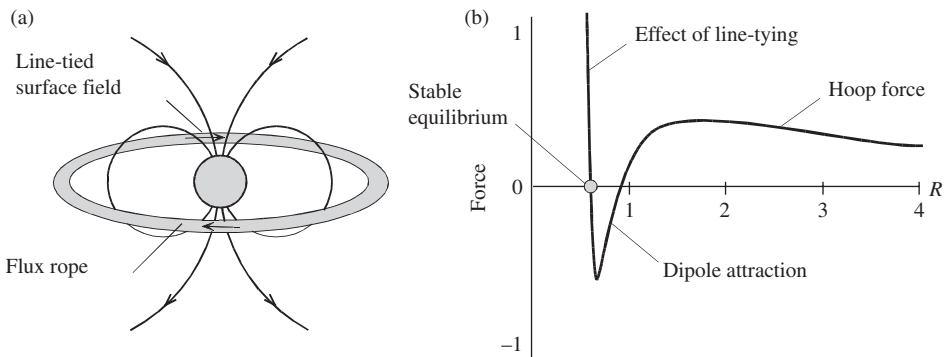 (a)
Line-tied
surface field
Flux rope
(b)
1
Effect of line-tying
Stable
equilibrium
Hoop force
Force
0
1
2
3
4
R
Dipole attraction
–1